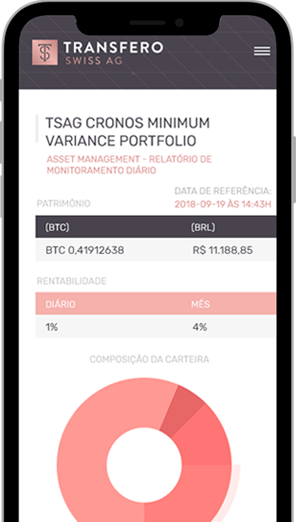 TRANSFERO
SWISS AG
TSAG CRONOS MINIMUM
VARIANCE PORTFOLIO
ASSET MANAGEMENT - RELATÓRIO DE
MONITORAMENTO DIÁRIO
DATA DE REFERÊNCIA:
PATRIMÔNIO
2018-09-19 ÀS 14:43H
(BTC) (BRL)
BTC 0,41912638 R$ 11.188,85
RENTABILIDADE
DIÁRIO MÊS
1% 4%
COMPOSIÇÃO DA CARTEIRA